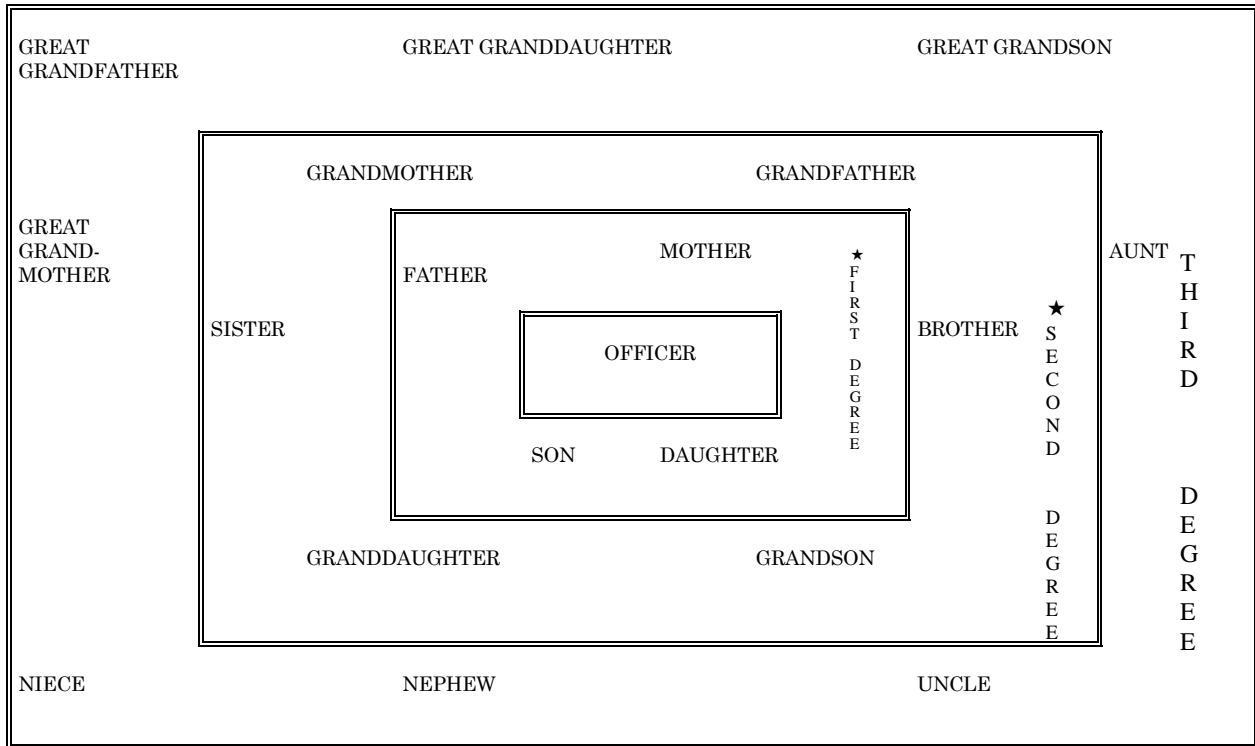 GREAT
GRANDFATHER
GREAT GRANDDAUGHTER
GREAT GRANDSON
GRANDMOTHER
GRANDFATHER
GREAT
GRAND-
MOTHER
FATHER
MOTHER
★FIRST DEGREE
AUNT
THIRD DEGREE
SISTER
OFFICER
BROTHER
★SECOND DEGREE
SON
DAUGHTER
GRANDDAUGHTER
GRANDSON
NIECE
NEPHEW
UNCLE